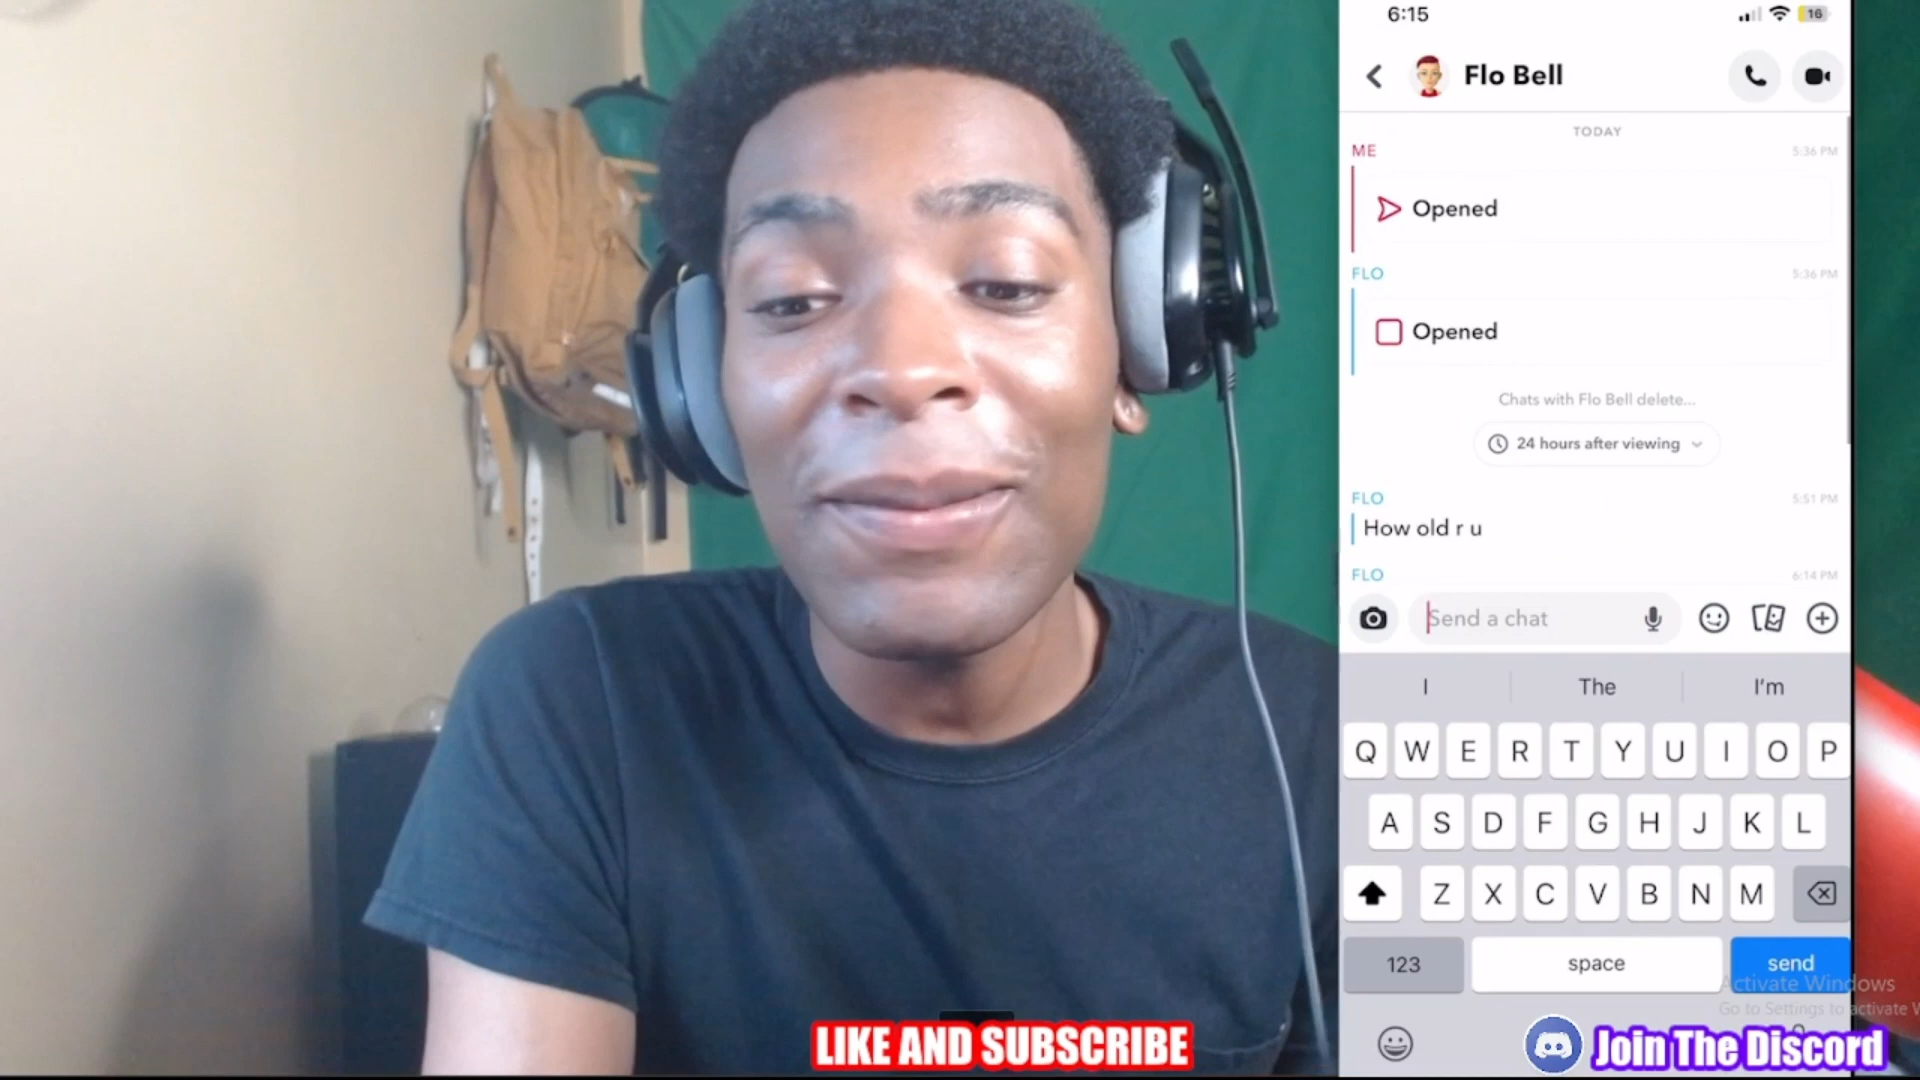 6:15
16
Flo Bell
TODAY
ME
5:36 PM
Opened
FLO
5:36 PM
Opened
Chats with Flo Bell delete...
24 hours after viewing
FLO
5:51 PM
How old r u
FLO
6:14 PM
Send a chat
I The I'm
Q W E R T Y U I O P
A S D F G H J K L
Z X C V B N M
123 space send
Activate Windows
Go to Settings to activate W
LIKE AND SUBSCRIBE
Join The Discord